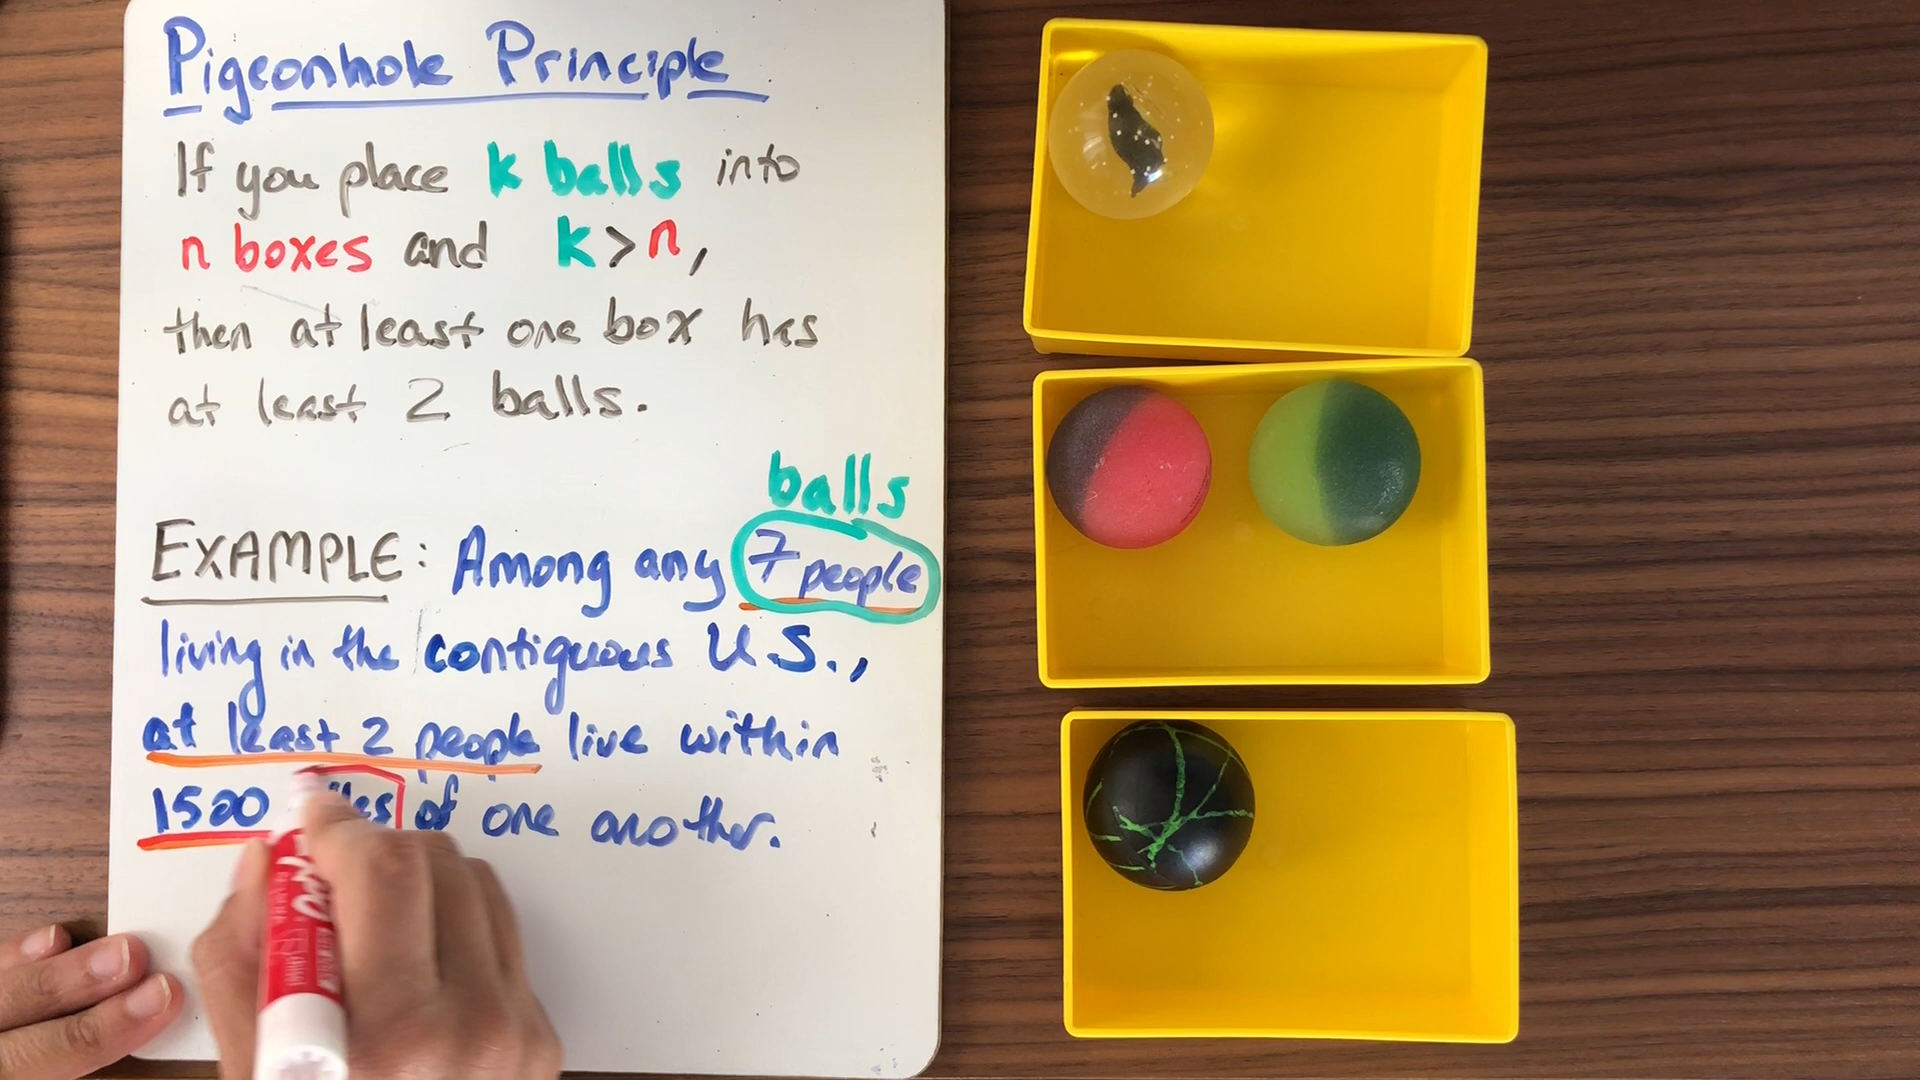 Pigeonhole Principle
If you place k balls into
n boxes and k>n,
then at least one box has
at least 2 balls.
balls
EXAMPLE: Among any 7 people
living in the contiguous U.S.,
at least 2 people live within
1500 of one another.